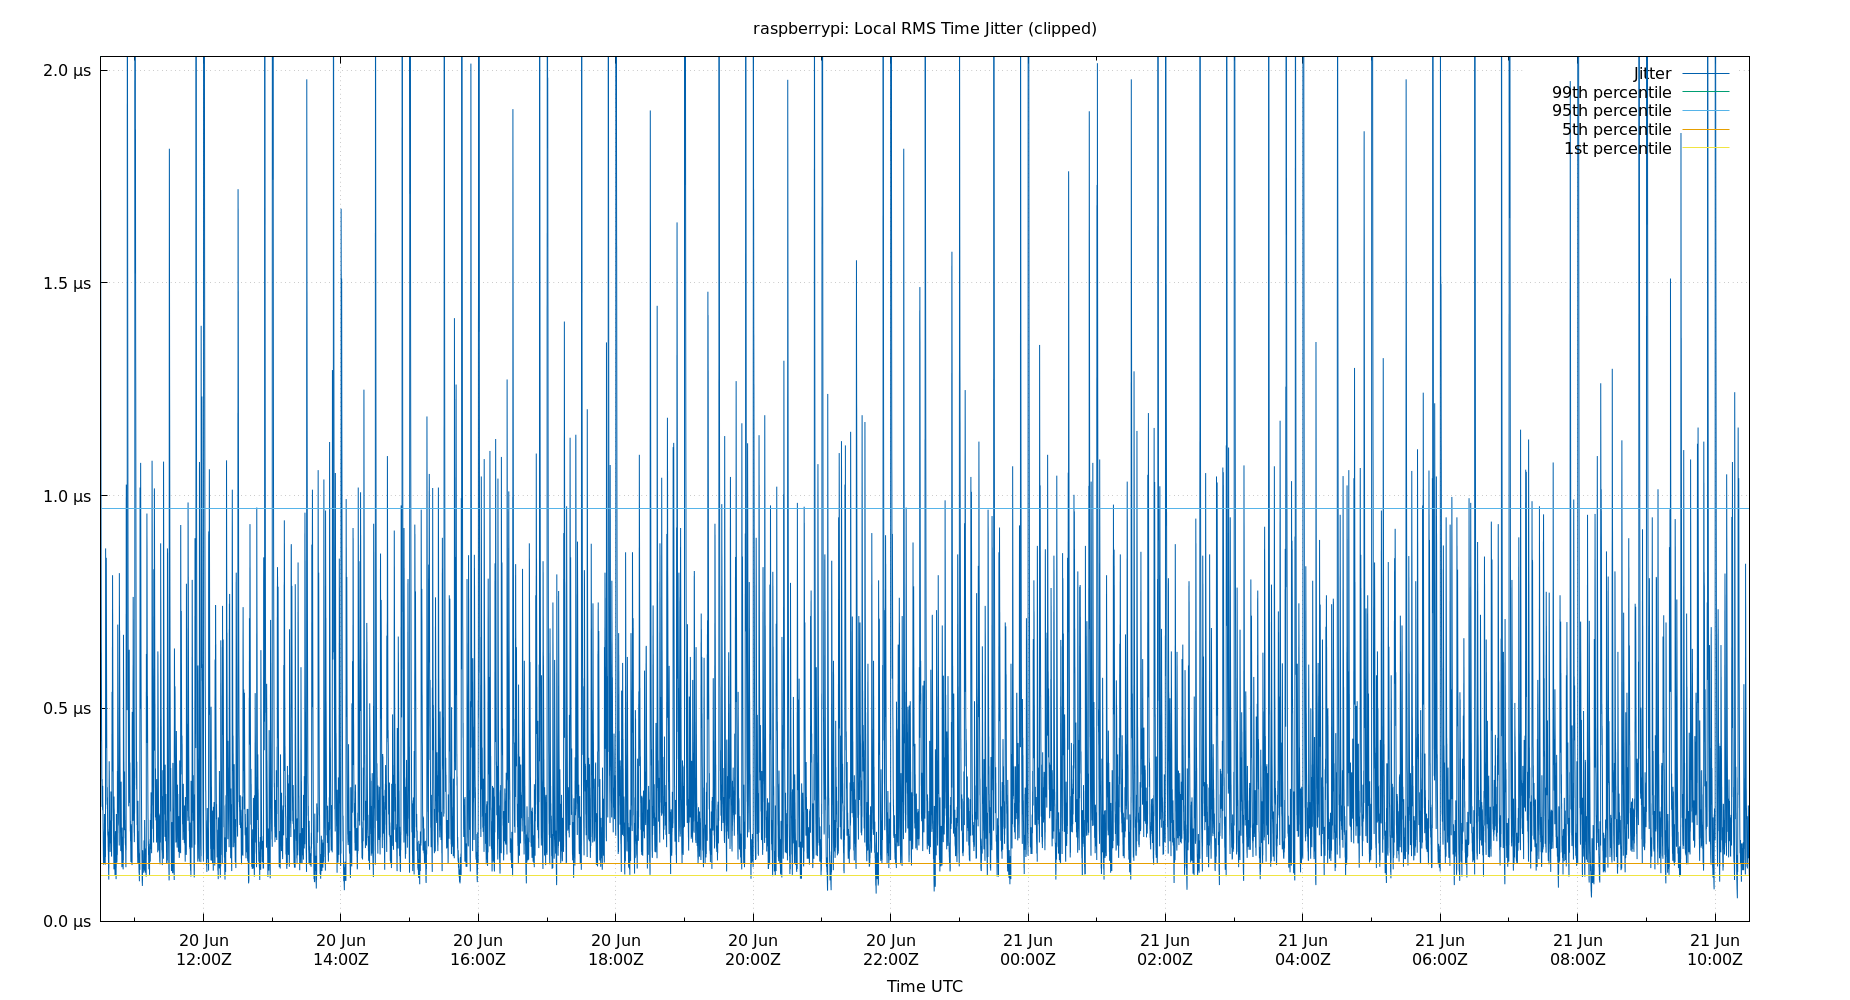 raspberrypi: Local RMS Time Jitter (clipped)
2.0 μs
1.5 μs
1.0 μs
0.5 μs
0.0 μs
Jitter
99th percentile
95th percentile
5th percentile
1st percentile
20 Jun 20 Jun 20 Jun 20 Jun 20 Jun 20 Jun 21 Jun 21 Jun 21 Jun 21 Jun 21 Jun 21 Jun
12:00Z 14:00Z 16:00Z 18:00Z 20:00Z 22:00Z 00:00Z 02:00Z 04:00Z 06:00Z 08:00Z 10:00Z
Time UTC